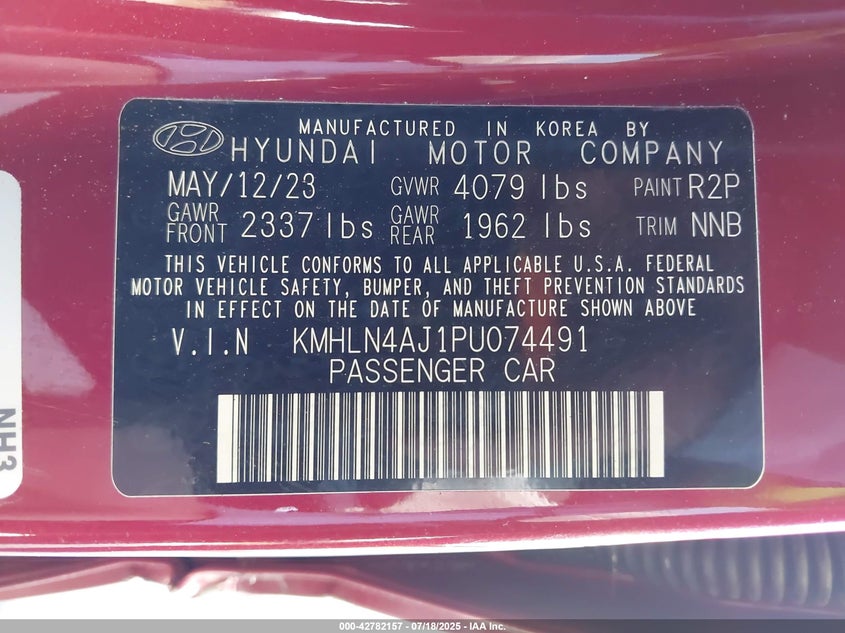 MANUFACTURED IN KOREA BY
HYUNDAI MOTOR COMPANY
MAY/12/23 GVWR 4079 lbs PAINT R2P
GAWR FRONT 2337 lbs GAWR REAR 1962 lbs TRIM NNB
THIS VEHICLE CONFORMS TO ALL APPLICABLE U.S.A. FEDERAL
MOTOR VEHICLE SAFETY, BUMPER, AND THEFT PREVENTION STANDARDS
IN EFFECT ON THE DATE OF MANUFACTURE SHOWN ABOVE
V.I.N KMHLN4AJ1PU074491
PASSENGER CAR
NH3
000-42782157 - 07/18/2025 - IAA Inc.